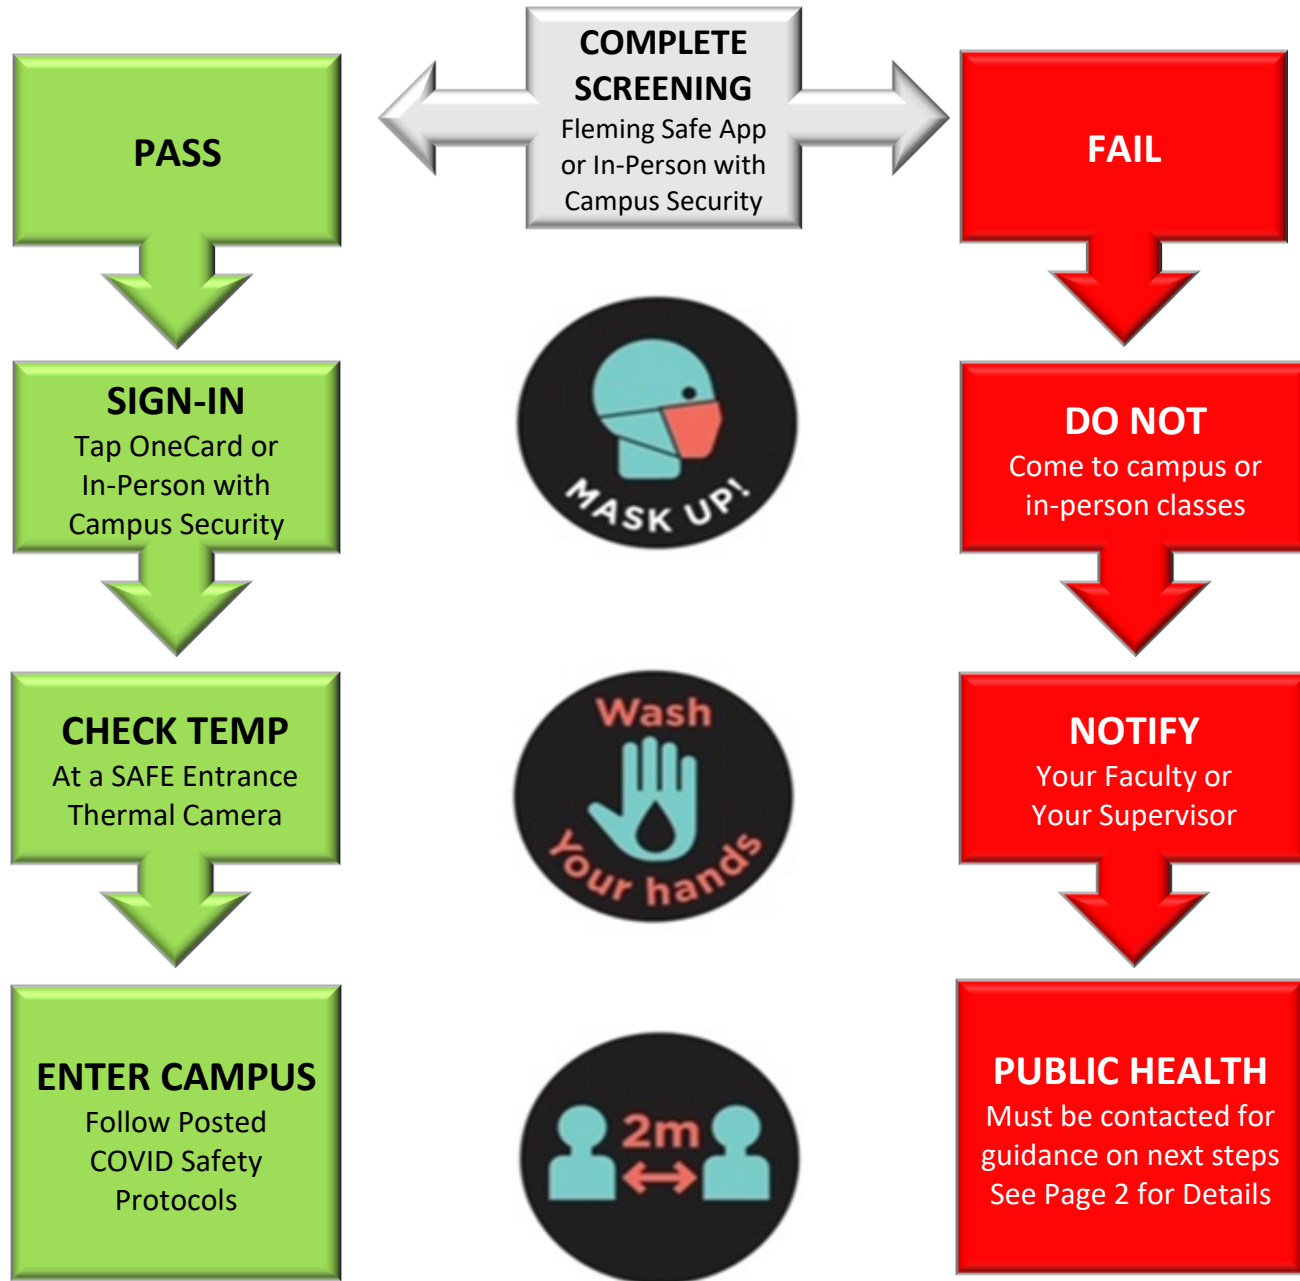 COMPLETE
SCREENING
Fleming Safe App
or In-Person with
Campus Security
PASS
SIGN-IN
Tap OneCard or
In-Person with
Campus Security
CHECK TEMP
At a SAFE Entrance
Thermal Camera
ENTER CAMPUS
Follow Posted
COVID Safety
Protocols
MASK UP!
Wash
Your hands
2m
FAIL
DO NOT
Come to campus or
in-person classes
NOTIFY
Your Faculty or
Your Supervisor
PUBLIC HEALTH
Must be contacted for
guidance on next steps
See Page 2 for Details